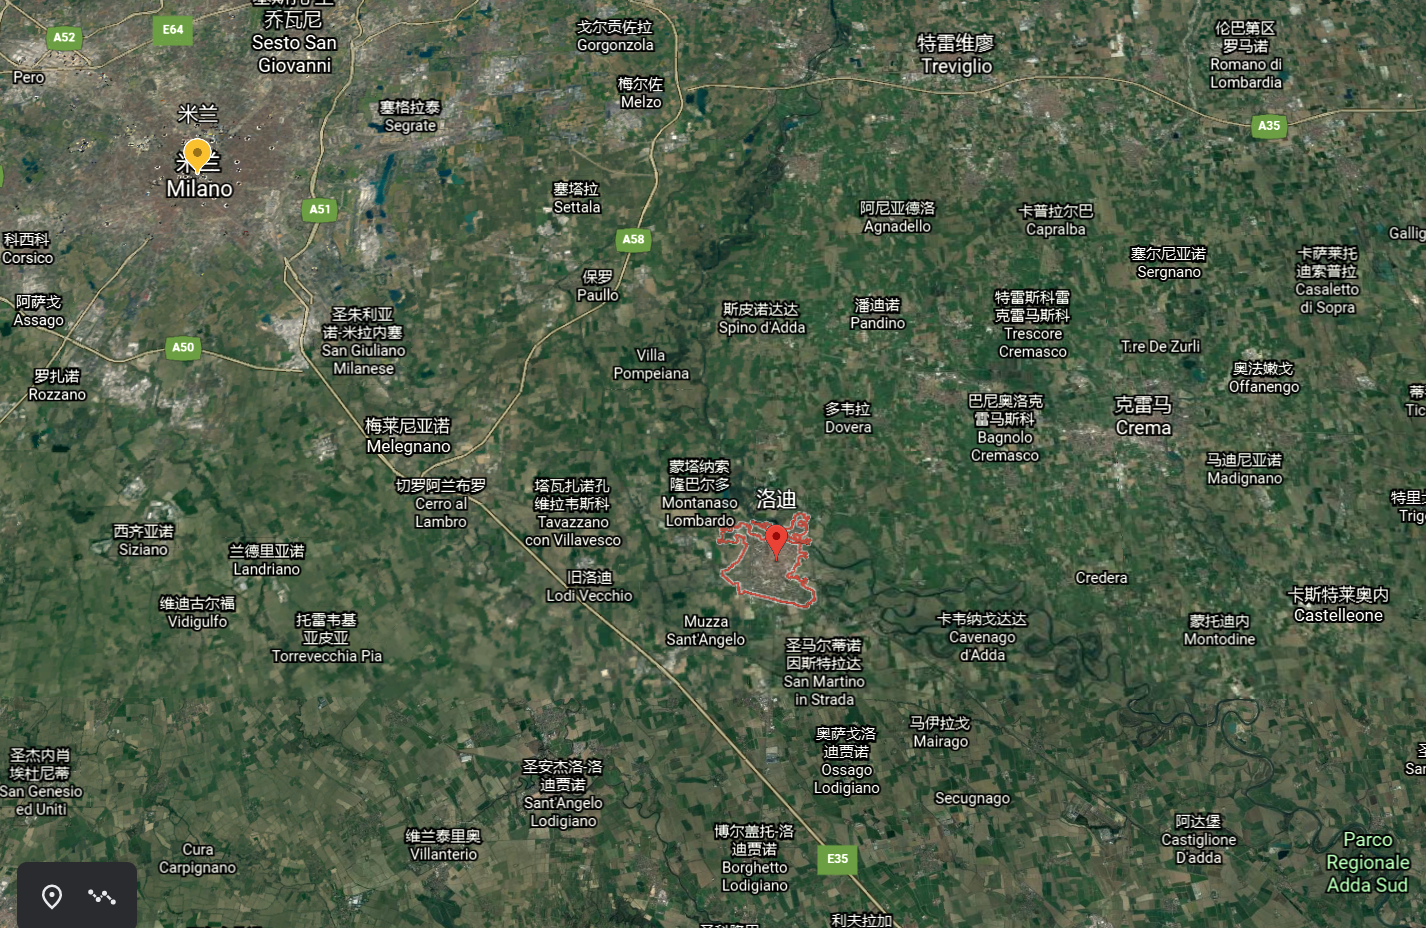 乔瓦尼
Sesto San
Giovanni
A52
E64
Pero
戈尔贡佐拉
Gorgonzola
特雷维廖
Treviglio
伦巴第区
罗马诺
Romano di
Lombardia
梅尔佐
Melzo
塞格拉泰
Segrate
米兰
米兰
Milano
A35
A51
塞塔拉
Settala
阿尼亚德洛
Agnadello
卡普拉尔巴
Capralba
科西科
Corsico
A58
Gallig
塞尔尼亚诺
Sergnano
卡萨莱托
迪索普拉
Casaletto
di Sopra
保罗
Paullo
阿萨戈
Assago
圣朱利亚
诺-米拉内塞
San Giuliano
Milanese
斯皮诺达达
Spino d'Adda
潘迪诺
Pandino
特雷斯科雷
克雷马斯科
Trescore
Cremasco
T.re De Zurli
A50
罗扎诺
Rozzano
Villa
Pompeiana
奥法嫩戈
Offanengo
Tic
多韦拉
Dovera
巴尼奥洛克
雷马斯科
Bagnolo
Cremasco
克雷马
Crema
梅莱尼亚诺
Melegnano
马迪尼亚诺
Madignano
切罗阿兰布罗
Cerro al
Lambro
塔瓦扎诺孔
维拉韦斯科
Tavazzano
con Villavesco
蒙塔纳索
隆巴尔多
Montanaso
Lombardo
洛迪
特里
Trig
西齐亚诺
Siziano
兰德里亚诺
Landriano
旧洛迪
Lodi Vecchio
Credera
维迪古尔福
Vidigulfo
托雷韦基
亚皮亚
Torrevecchia Pia
Muzza
Sant'Angelo
卡韦纳戈达达
Cavenago
d'Adda
蒙托迪内
Montodine
卡斯特莱奥内
Castelleone
圣马尔蒂诺
因斯特拉达
San Martino
in Strada
马伊拉戈
Mairago
奥萨戈洛
迪贾诺
Ossago
Lodigiano
圣杰内肖
埃杜尼蒂
San Genesio
ed Uniti
圣安杰洛-洛
迪贾诺
Sant'Angelo
Lodigiano
Secugnago
San
维兰泰里奥
Villanterio
博尔盖托-洛
迪贾诺
Borghetto
Lodigiano
阿达堡
Castiglione
D'adda
Cura
Carpignano
E35
Parco
Regionale
Adda Sud
利夫拉加